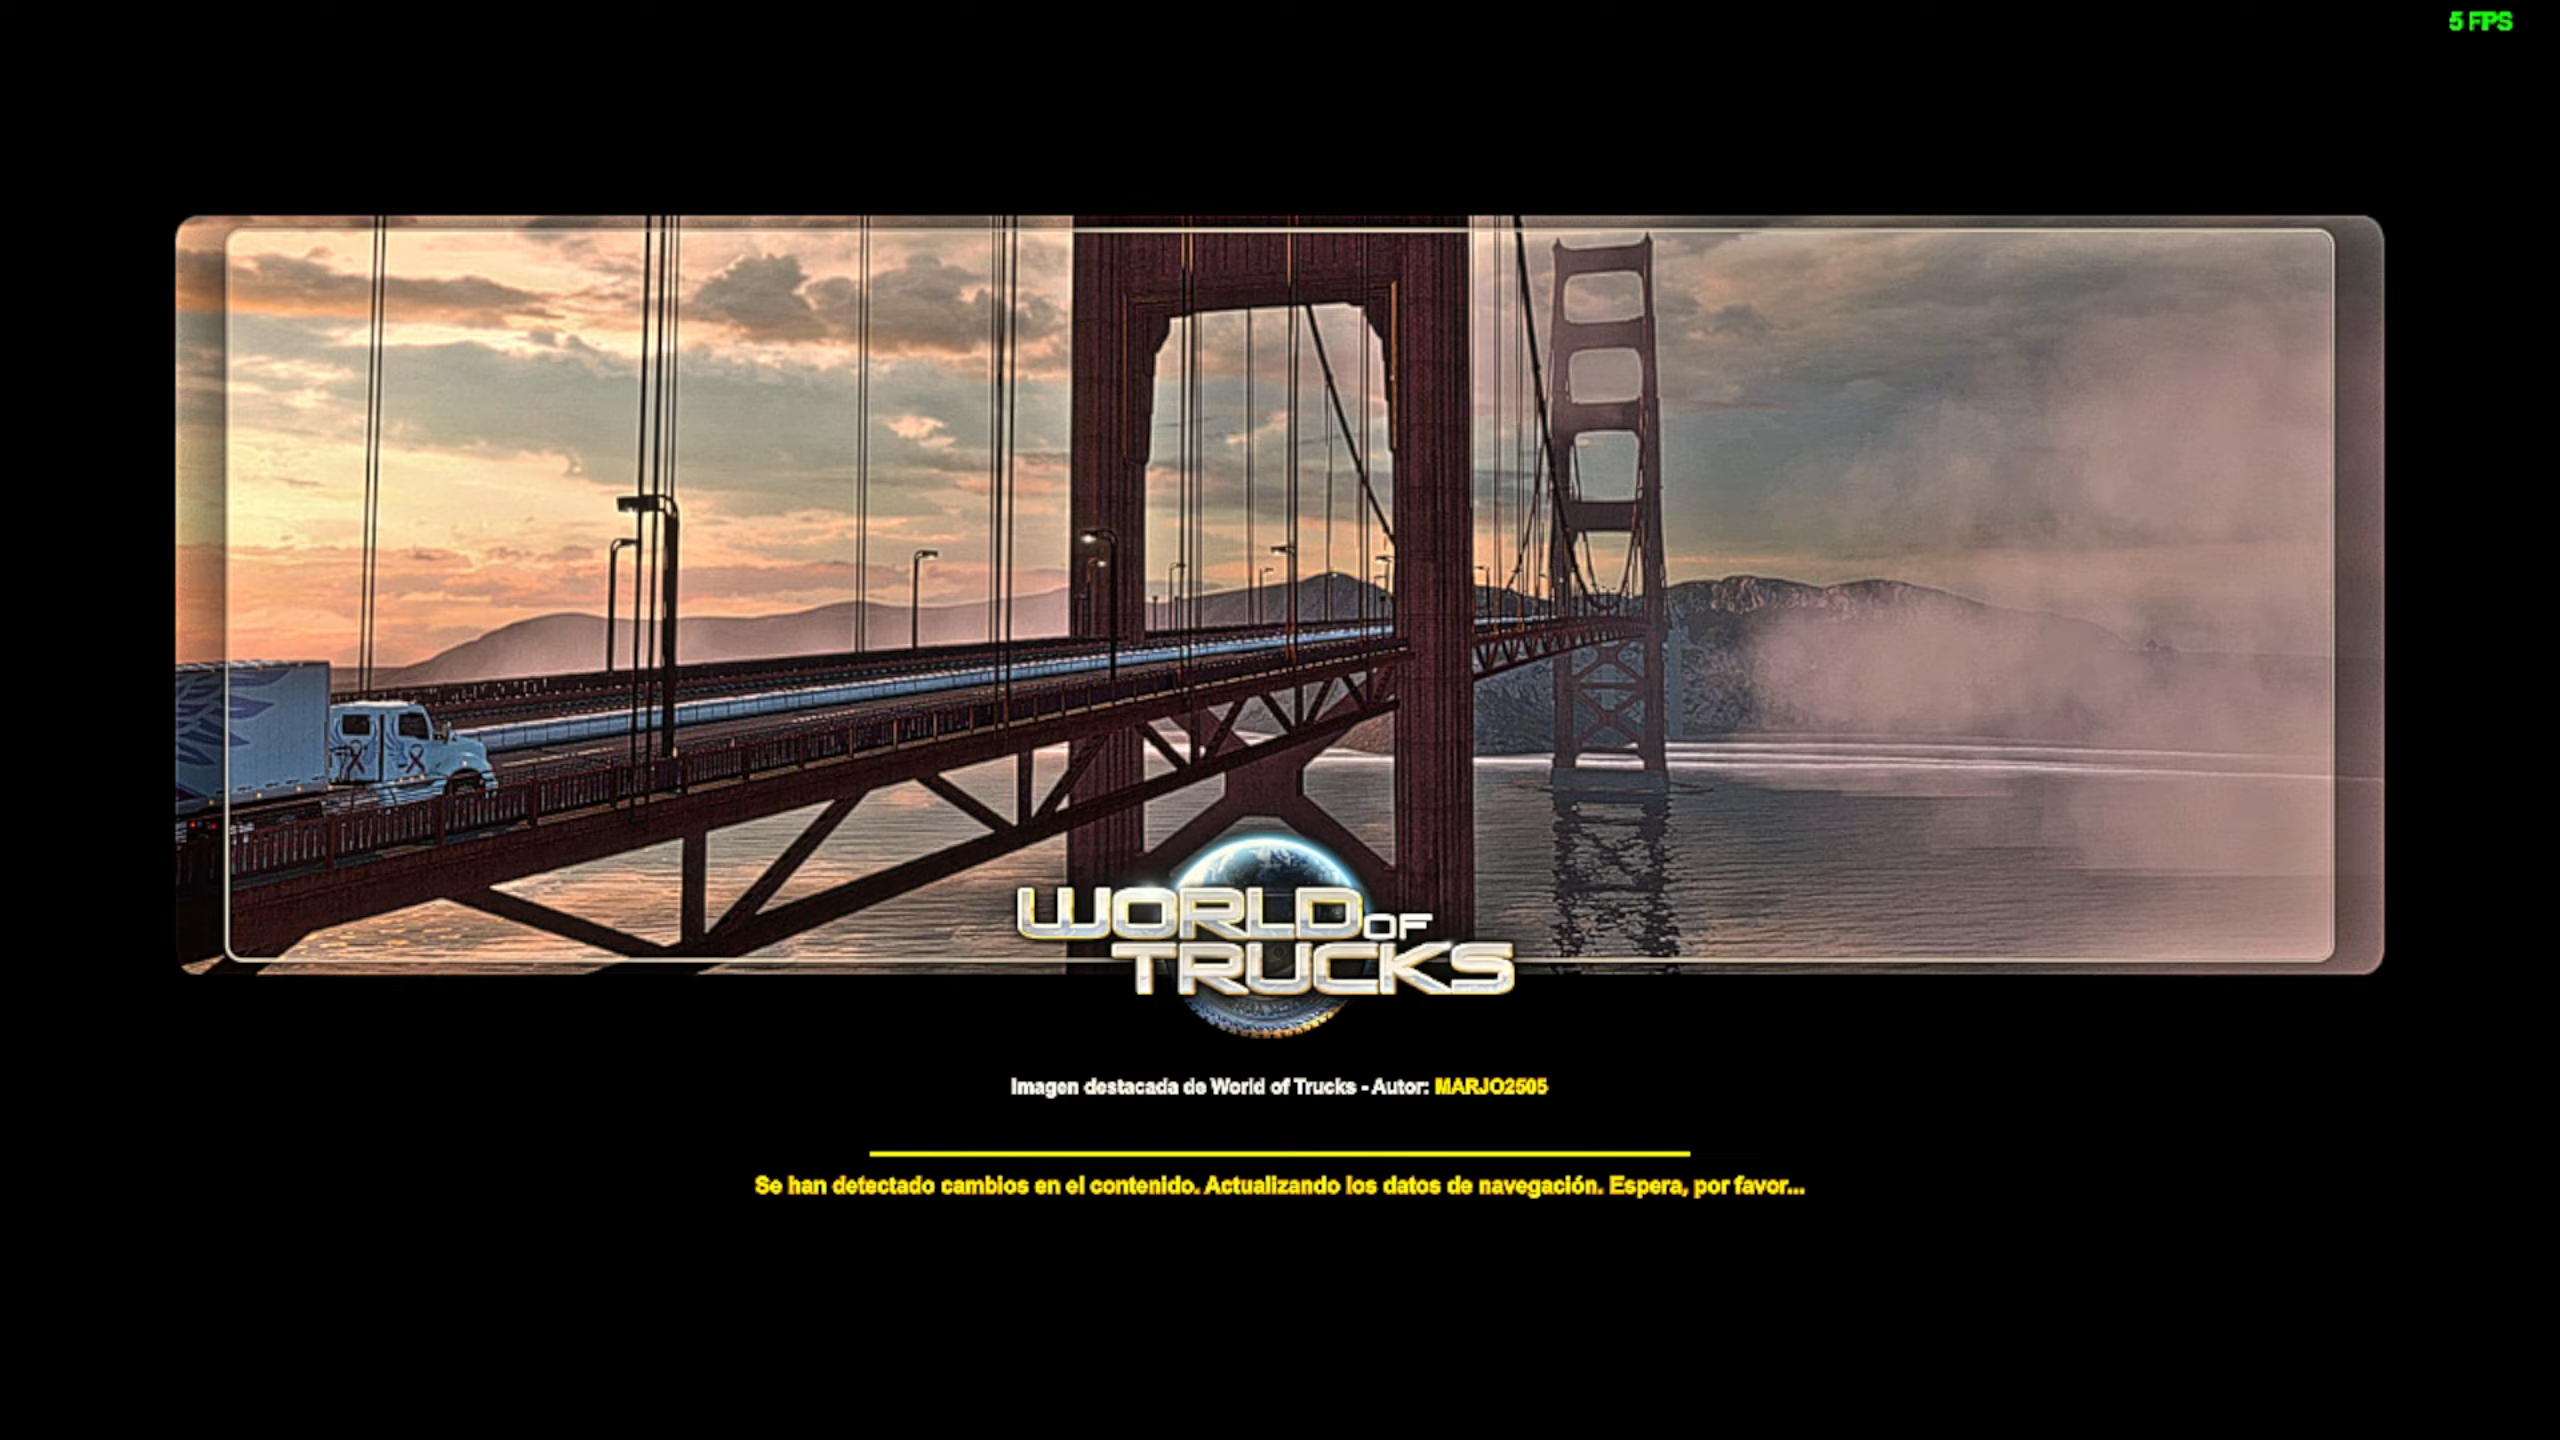 5 FPS
WORLD OF
TRUCKS
Imagen destacada de World of Trucks - Autor: MARJO2505
Se han detectado cambios en el contenido. Actualizando los datos de navegación. Espera, por favor...